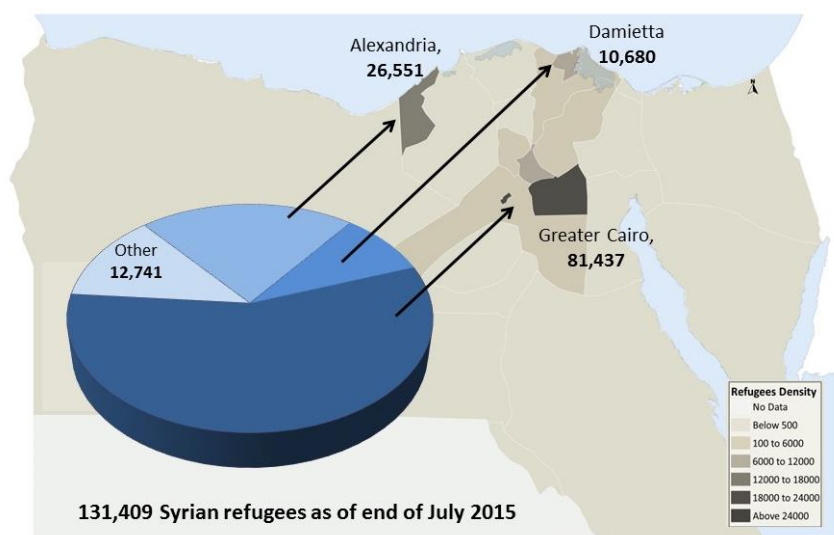 Alexandria,
26,551
Damietta
10,680
N
Other
12,741
Greater Cairo,
81,437
Refugees Density
No Data
Below 500
100 to 6000
6000 to 12000
12000 to 18000
18000 to 24000
Above 24000
131,409 Syrian refugees as of end of July 2015